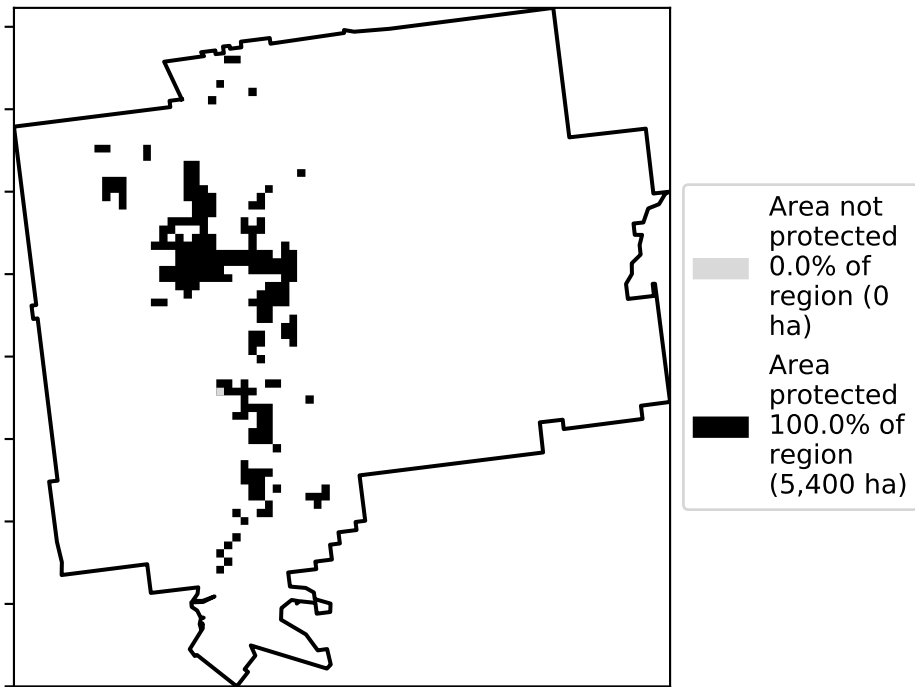 Area not
protected
0.0% of
region (0
ha)
Area
protected
100.0% of
region
(5,400 ha)